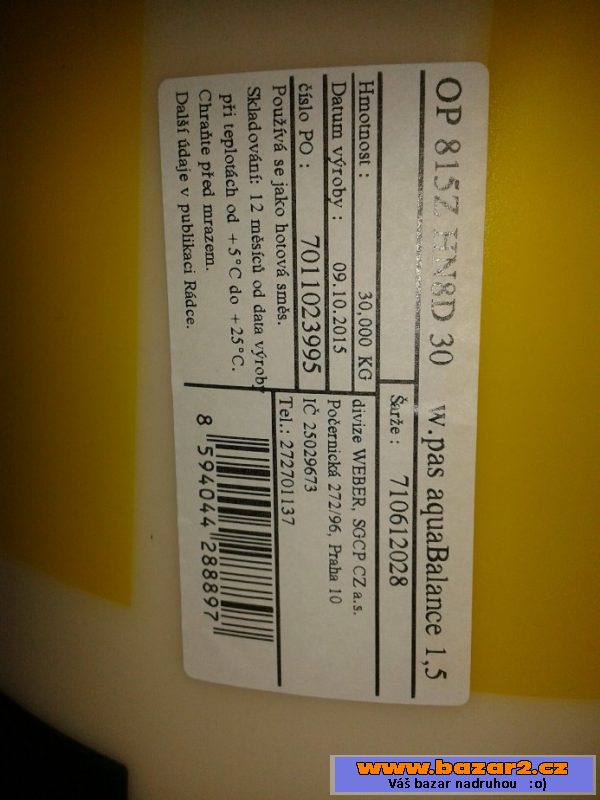 OP 815Z HN8D 30 w.pas aquaBalance 1,5
Šarže : 710612028
Hmotnost : 30,000 KG
Datum výroby : 09.10.2015
číslo PO : 7011023995
Používá se jako hotová směs.
Skladování: 12 měsíců od data výroby
při teplotách od +5°C do +25°C.
Chraňte před mrazem.
Další údaje v publikaci Rádce.
divize WEBER, SGCP CZ a.s.
Počernická 272/96, Praha 10
IČ 25029673
Tel.: 272701137
8 594044 288897
www.bazar2.cz
Váš bazar nadruhou :o)